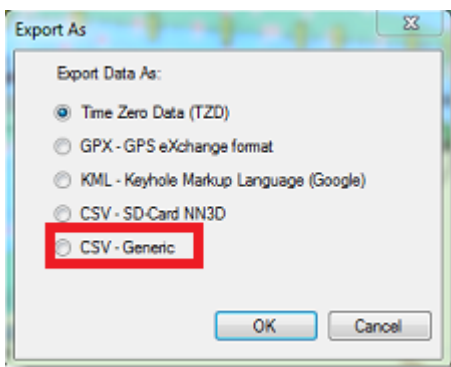 Export As
Export Data As:
Time Zero Data (TZD)
GPX - GPS eXchange format
KML - Keyhole Markup Language (Google)
CSV - SD-Card NN3D
CSV - Generic
OK
Cancel